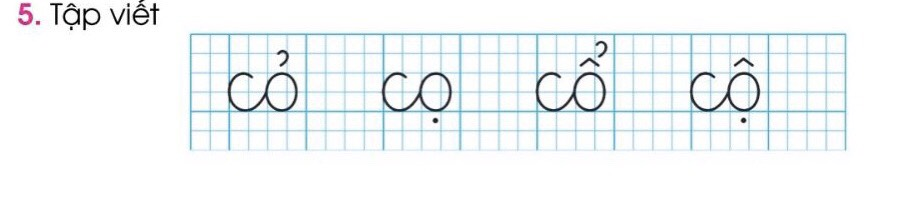 5. Tập viết
cỏ cọ cổ cộ